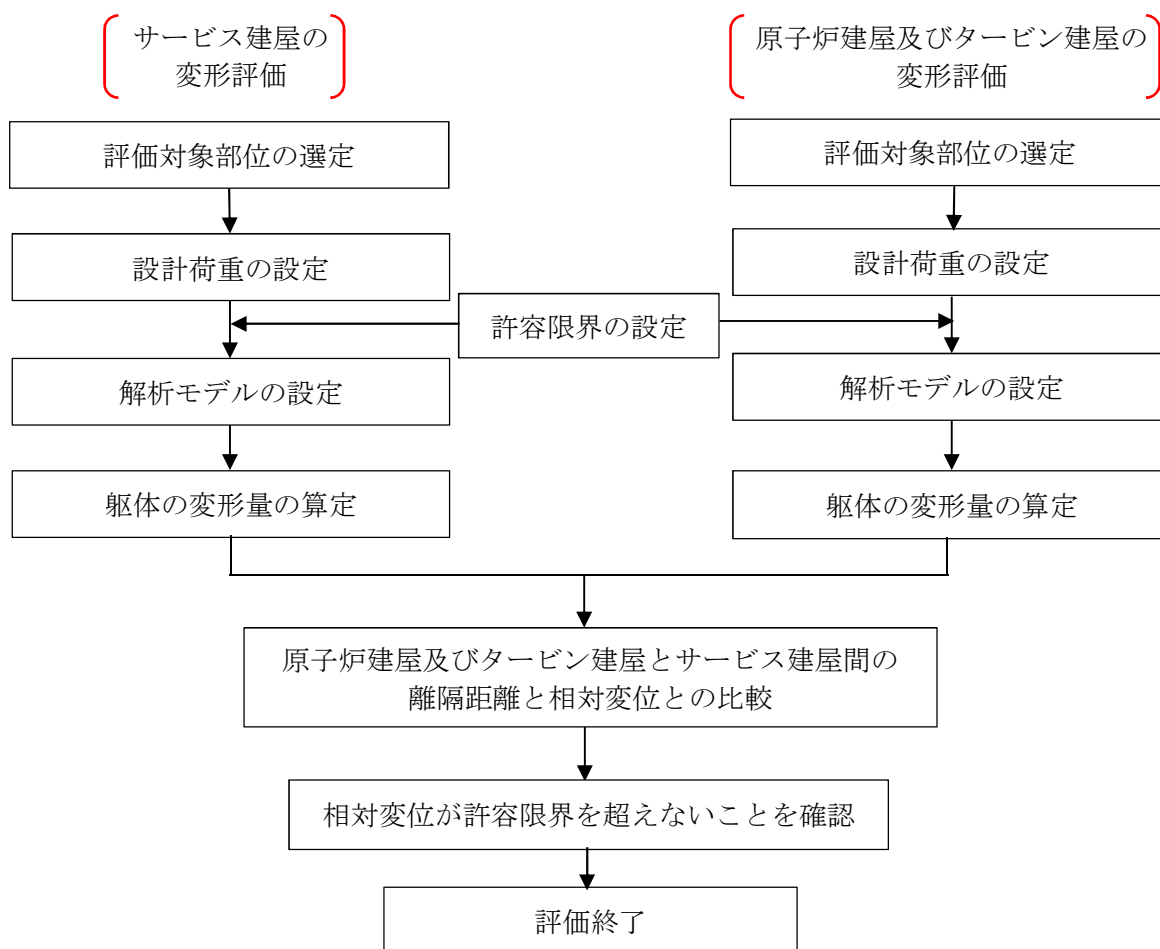 サービス建屋の
変形評価
原子炉建屋及びタービン建屋の
変形評価
評価対象部位の選定
評価対象部位の選定
設計荷重の設定
設計荷重の設定
許容限界の設定
解析モデルの設定
解析モデルの設定
躯体の変形量の算定
躯体の変形量の算定
原子炉建屋及びタービン建屋とサービス建屋間の
離隔距離と相対変位との比較
相対変位が許容限界を超えないことを確認
評価終了